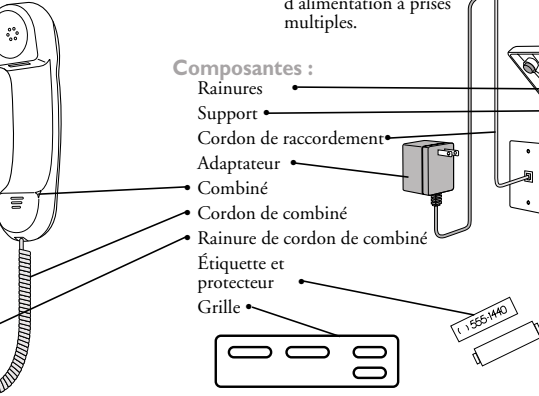 d'alimentation à prises
multiples.
Composantes :
Rainures
Support
Cordon de raccordement
Adaptateur
Combiné
Cordon de combiné
Rainure de cordon de combiné
Étiquette et
protecteur
Grille
( ) 555-1440